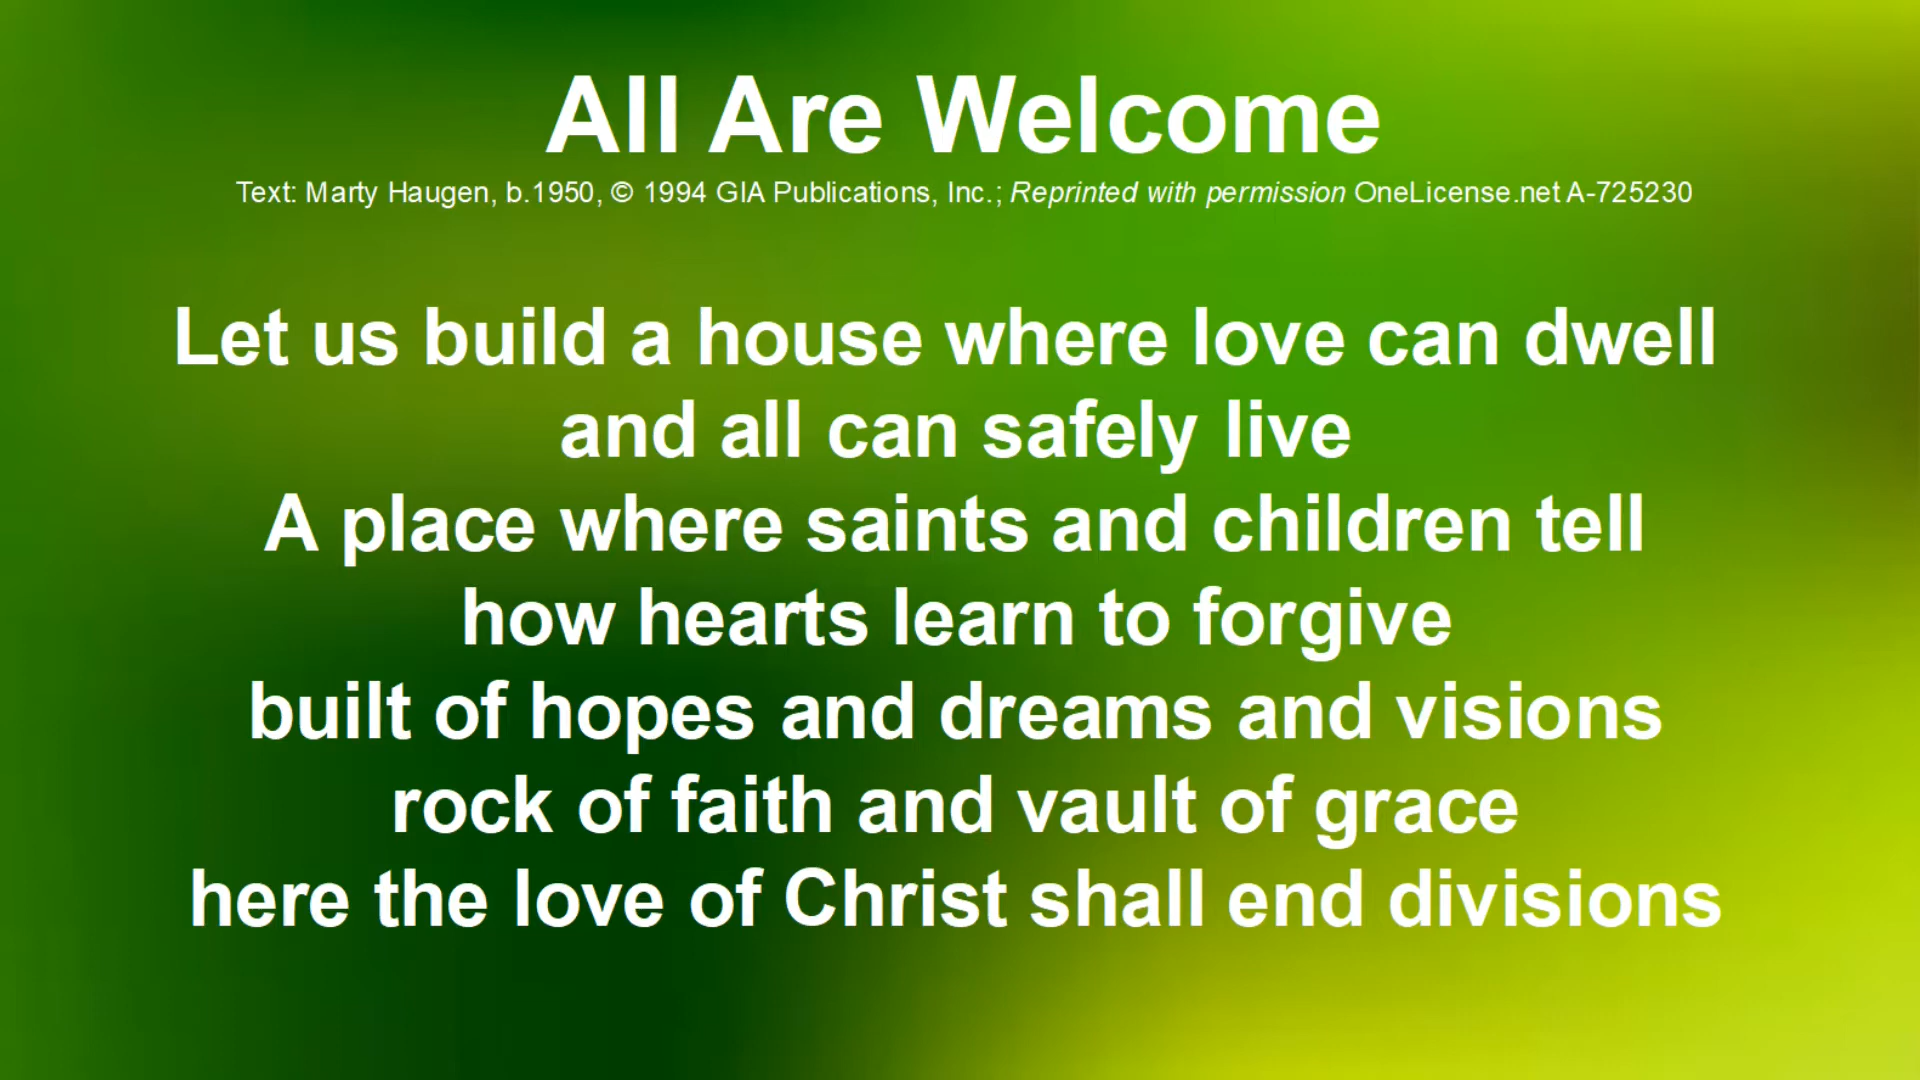 All Are Welcome
Text: Marty Haugen, b.1950, © 1994 GIA Publications, Inc.; Reprinted with permission OneLicense.net A-725230
Let us build a house where love can dwell
and all can safely live
A place where saints and children tell
how hearts learn to forgive
built of hopes and dreams and visions
rock of faith and vault of grace
here the love of Christ shall end divisions